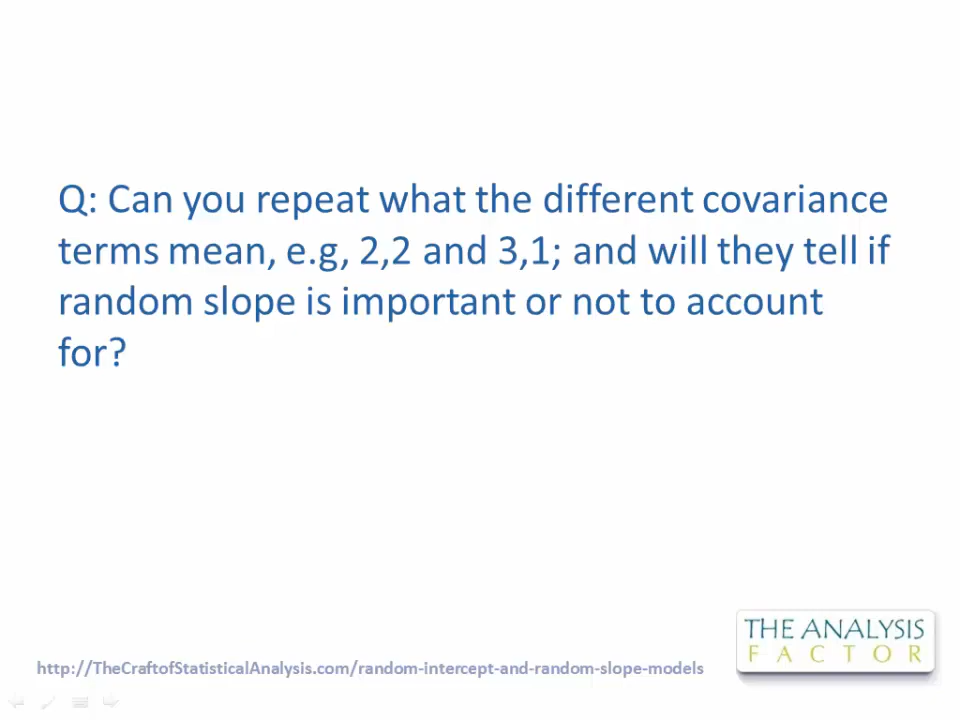 Q: Can you repeat what the different covariance
terms mean, e.g, 2,2 and 3,1; and will they tell if
random slope is important or not to account
for?
THE ANALYSIS
FACTOR
http://TheCraftofStatisticalAnalysis.com/random-intercept-and-random-slope-models